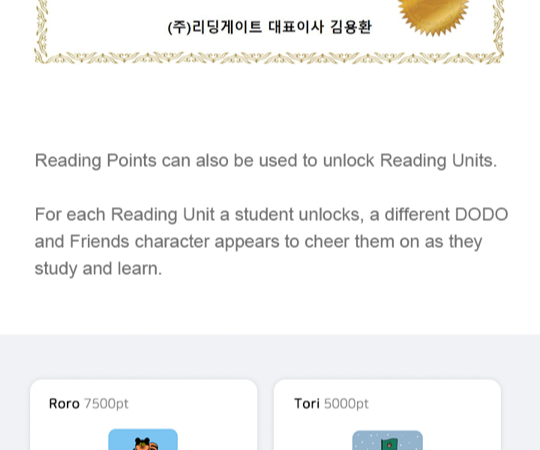 (주)리딩게이트 대표이사 김용환
Reading Points can also be used to unlock Reading Units.
For each Reading Unit a student unlocks, a different DODO
and Friends character appears to cheer them on as they
study and learn.
Roro 7500pt
Tori 5000pt